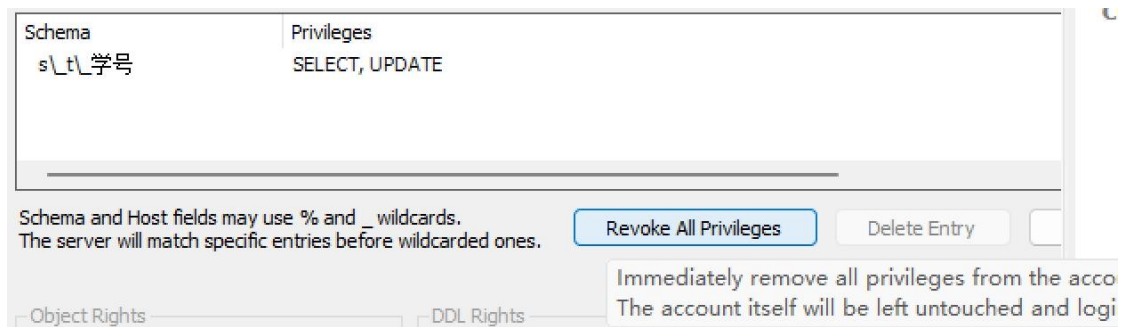 Schema Privileges
s\_t\_学号 SELECT, UPDATE
Schema and Host fields may use % and _ wildcards.
The server will match specific entries before wildcarded ones.
Revoke All Privileges Delete Entry
Immediately remove all privileges from the acco
The account itself will be left untouched and logi
Object Rights DDL Rights